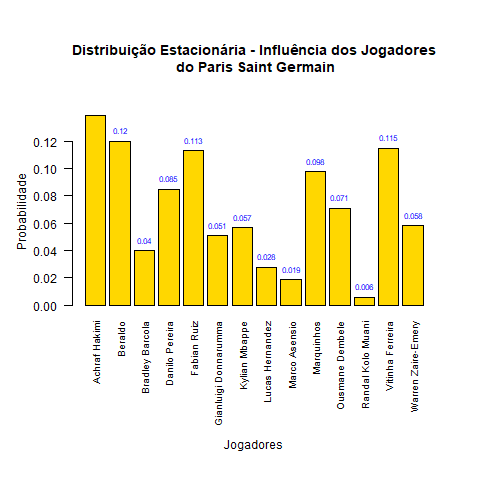 Distribuição Estacionária - Influência dos Jogadores
do Paris Saint Germain
Probabilidade
0.12
0.10
0.08
0.06
0.04
0.02
0.00
0.12
0.04
0.085
0.113
0.051
0.057
0.028
0.019
0.098
0.071
0.006
0.115
0.058
Achraf Hakimi
Beraldo
Bradley Barcola
Danilo Pereira
Fabian Ruiz
Gianluigi Donnarumma
Kylian Mbappe
Lucas Hernandez
Marco Asensio
Marquinhos
Ousmane Dembele
Randal Kolo Muani
Vitinha Ferreira
Warren Zaire-Emery
Jogadores